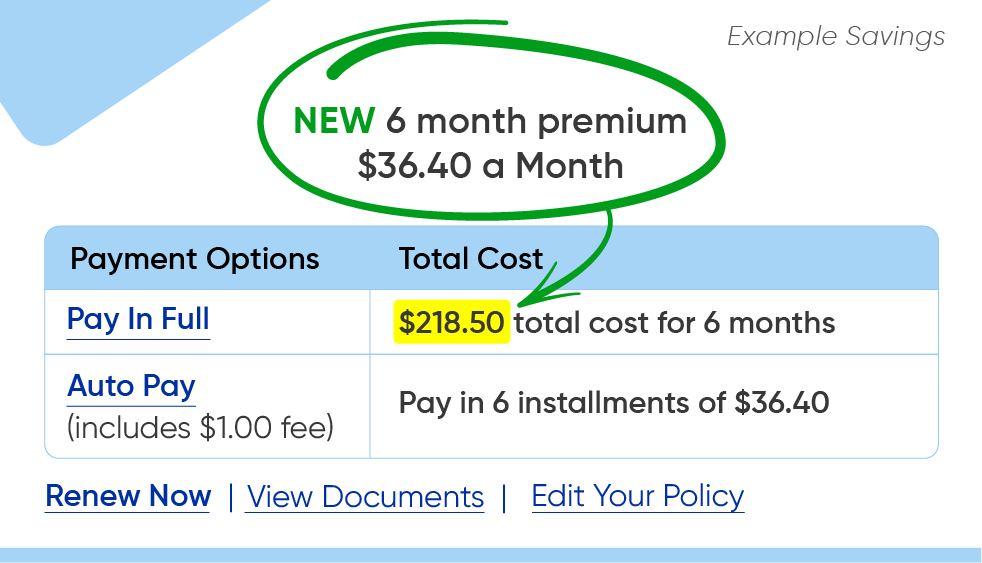 Example Savings
NEW 6 month premium
$36.40 a Month
Payment Options
Total Cost
Pay In Full
$218.50 total cost for 6 months
Auto Pay
(includes $1.00 fee)
Pay in 6 installments of $36.40
Renew Now | View Documents | Edit Your Policy